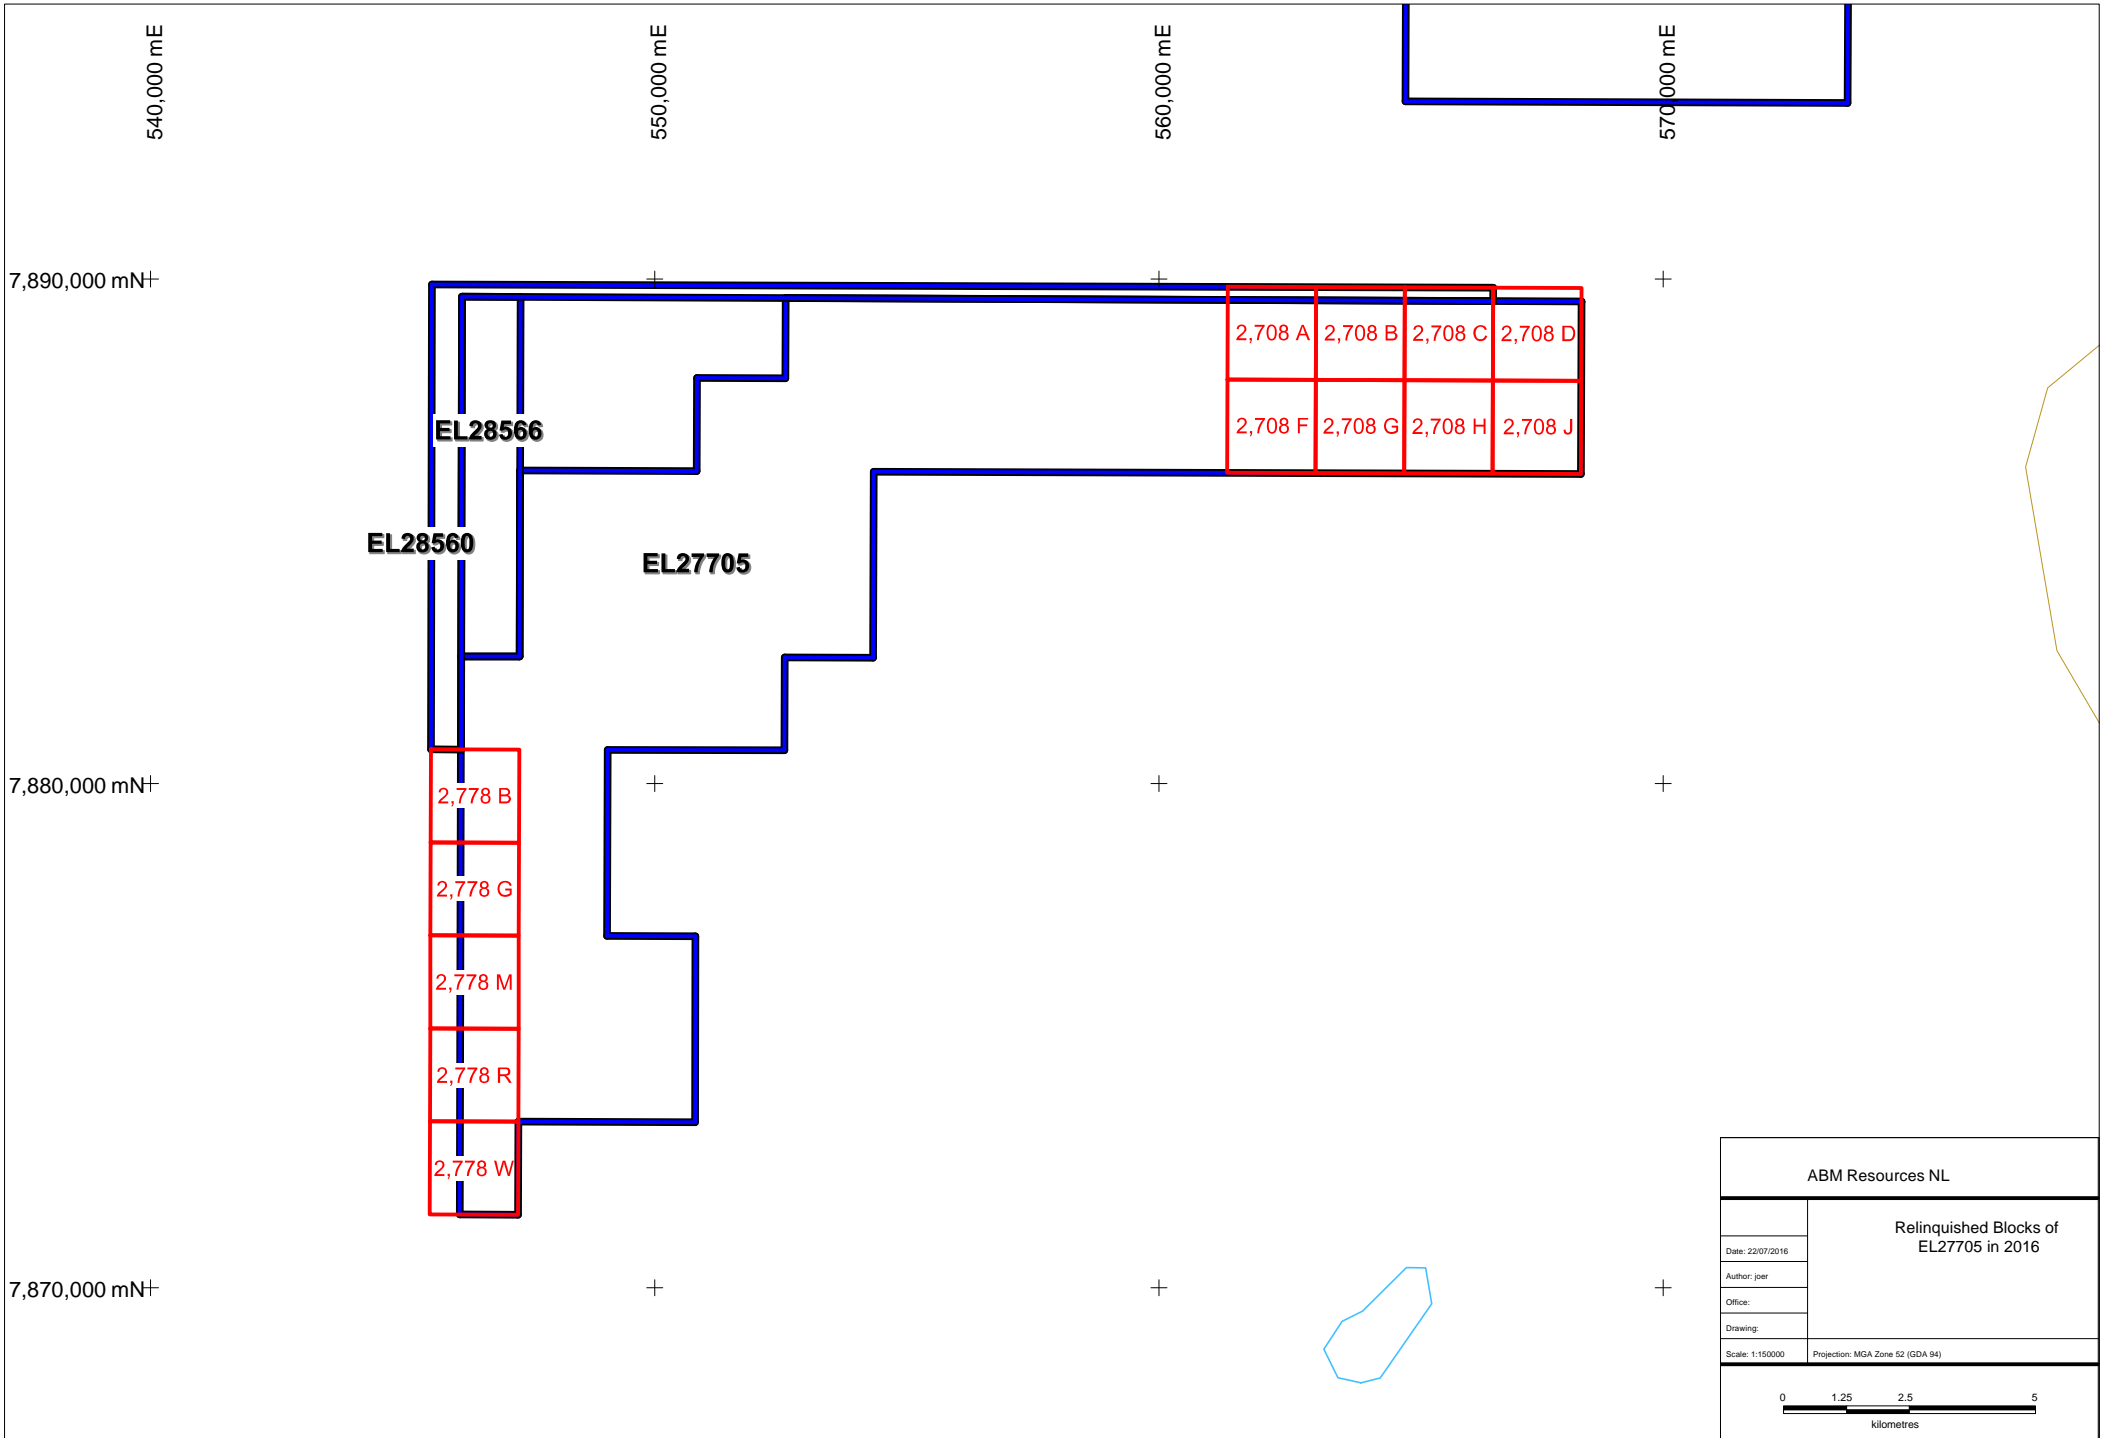 540,000 mE
550,000 mE
560,000 mE
570,000 mE
7,890,000 mN
2,708 A
2,708 B
2,708 C
2,708 D
EL28566
2,708 F
2,708 G
2,708 H
2,708 J
EL28560
EL27705
7,880,000 mN
2,778 B
2,778 G
2,778 M
2,778 R
2,778 W
7,870,000 mN
ABM Resources NL
Relinquished Blocks of
EL27705 in 2016
Date: 22/07/2016
Author: joer
Office:
Drawing:
Scale: 1:150000
Projection: MGA Zone 52 (GDA 94)
0 1.25 2.5 5
kilometres